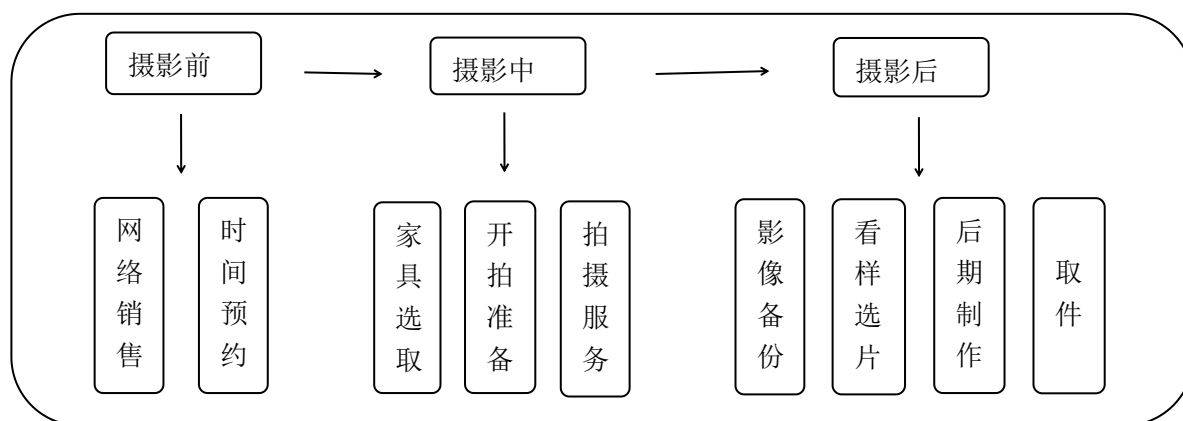 摄影前
摄影中
摄影后
网络销售
时间预约
家具选取
开拍准备
拍摄服务
影像备份
看样选片
后期制作
取件